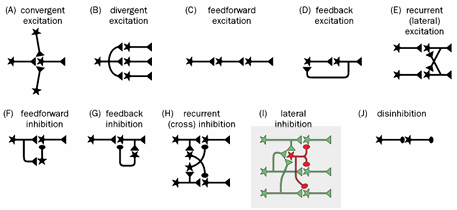 (A) convergent
excitation
(B) divergent
excitation
(C) feedforward
excitation
(D) feedback
excitation
(E) recurrent
(lateral)
excitation
(F) feedforward
inhibition
(G) feedback
inhibition
(H) recurrent
(cross) inhibition
(I) lateral
inhibition
(J) disinhibition